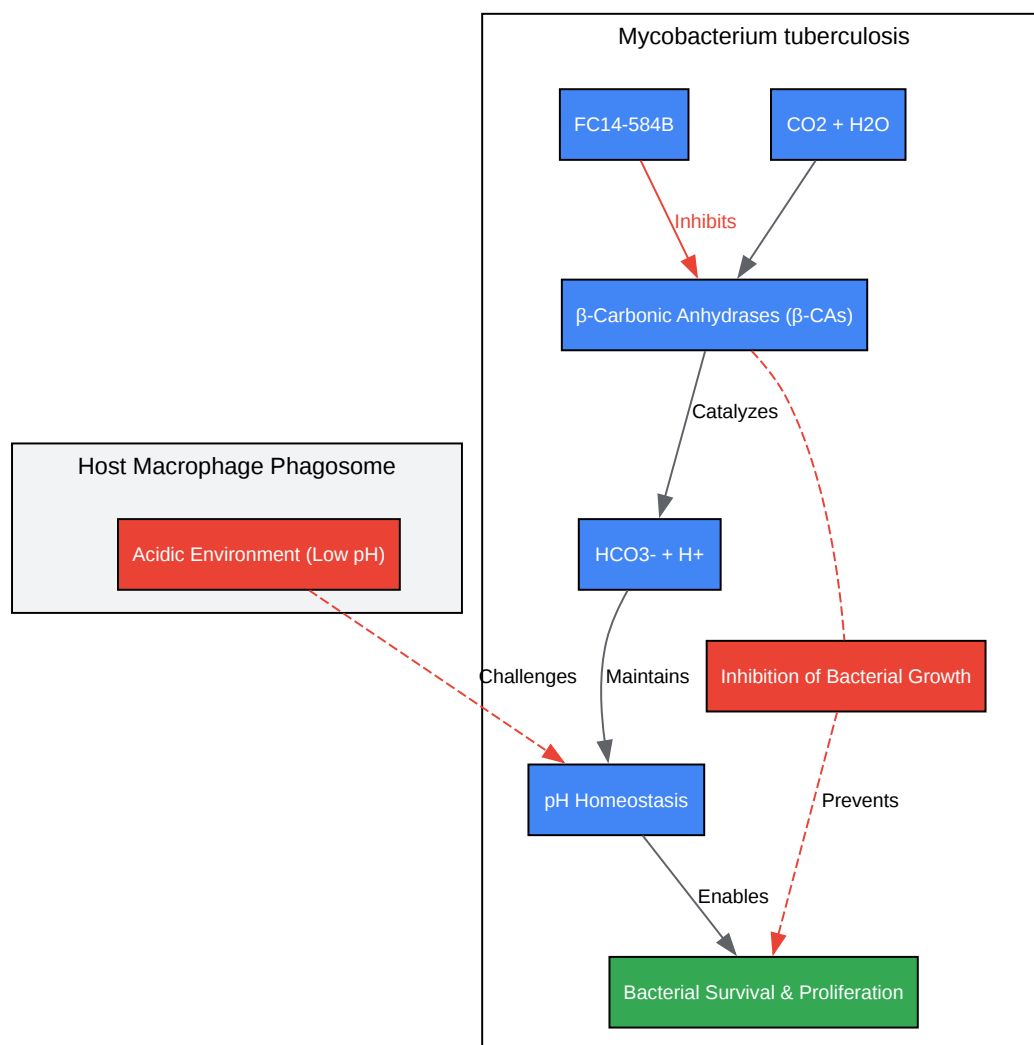 Mycobacterium tuberculosis
FC14-584B
CO2 + H2O
Inhibits
β-Carbonic Anhydrases (β-CAs)
Catalyzes
Host Macrophage Phagosome
Acidic Environment (Low pH)
HCO3- + H+
Challenges
Maintains
Inhibition of Bacterial Growth
pH Homeostasis
Prevents
Enables
Bacterial Survival & Proliferation